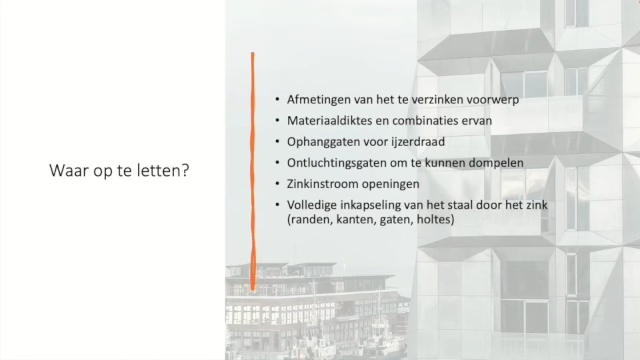 Waar op te letten?
• Afmetingen van het te verzinken voorwerp
• Materiaaldiktes en combinaties ervan
• Ophanggaten voor ijzerdraad
• Ontluchtingsgaten om te kunnen dompelen
• Zinkinstroom openingen
• Volledige inkapseling van het staal door het zink
(randen, kanten, gaten, holtes)